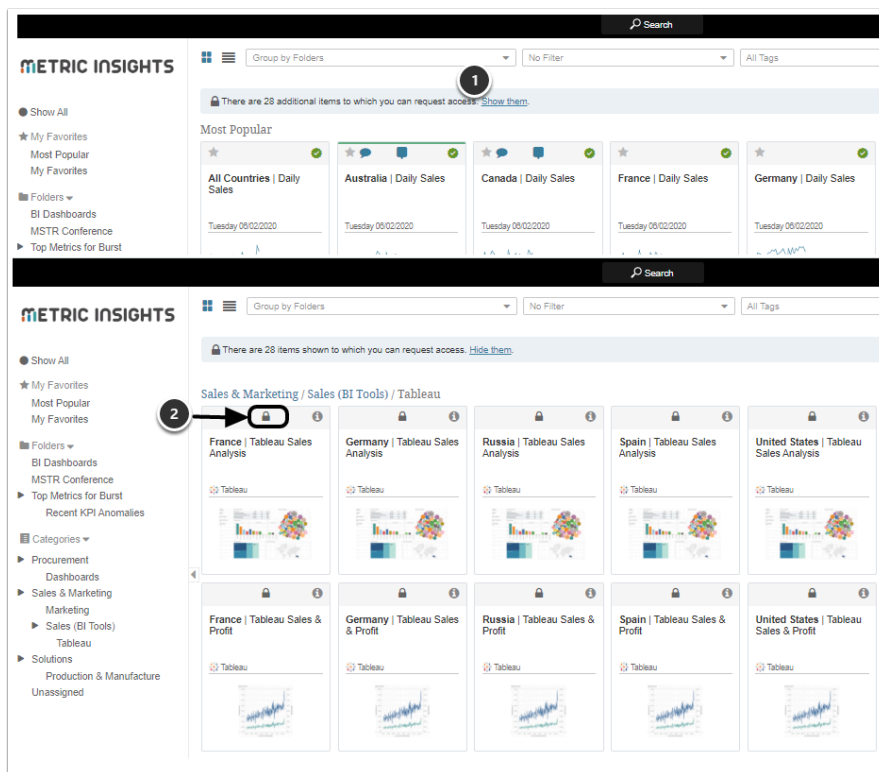 Search
METRIC INSIGHTS
Group by Folders
No Filter
All Tags
1
There are 28 additional items to which you can request access. Show them.
Show All
My Favorites
Most Popular
My Favorites
Folders
BI Dashboards
MSTR Conference
Top Metrics for Burst
Most Popular
All Countries | Daily
Sales
Tuesday 06/02/2020
Australia | Daily Sales
Tuesday 06/02/2020
Canada | Daily Sales
Tuesday 06/02/2020
France | Daily Sales
Tuesday 06/02/2020
Germany | Daily Sales
Tuesday 06/02/2020
Search
METRIC INSIGHTS
Group by Folders
No Filter
All Tags
There are 28 items shown to which you can request access. Hide them.
Show All
My Favorites
Most Popular
My Favorites
Folders
BI Dashboards
MSTR Conference
Top Metrics for Burst
Recent KPI Anomalies
Categories
Procurement
Dashboards
Sales & Marketing
Marketing
Sales (BI Tools)
Tableau
Solutions
Production & Manufacture
Unassigned
Sales & Marketing / Sales (BI Tools) / Tableau
2
France | Tableau Sales
Analysis
Tableau
Germany | Tableau Sales
Analysis
Tableau
Russia | Tableau Sales
Analysis
Tableau
Spain | Tableau Sales
Analysis
Tableau
United States | Tableau
Sales Analysis
Tableau
France | Tableau Sales &
Profit
Tableau
Germany | Tableau Sales
& Profit
Tableau
Russia | Tableau Sales &
Profit
Tableau
Spain | Tableau Sales &
Profit
Tableau
United States | Tableau
Sales & Profit
Tableau